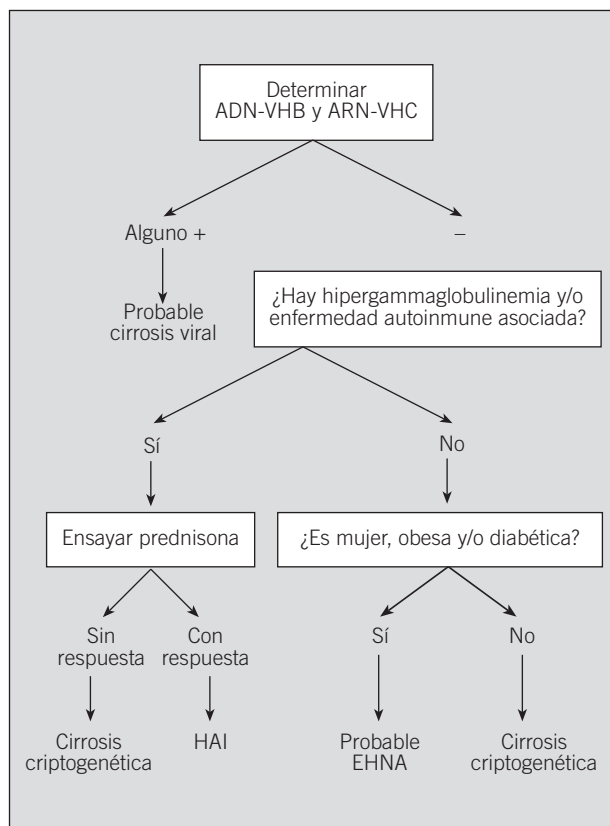 Determinar
ADN-VHB y ARN-VHC
Alguno +
–
Probable
cirrosis viral
¿Hay hipergammaglobulinemia y/o
enfermedad autoinmune asociada?
Sí
No
Ensayar prednisona
¿Es mujer, obesa y/o diabética?
Sin
respuesta
Con
respuesta
Sí
No
Cirrosis
criptogenética
HAI
Probable
EHNA
Cirrosis
criptogenética